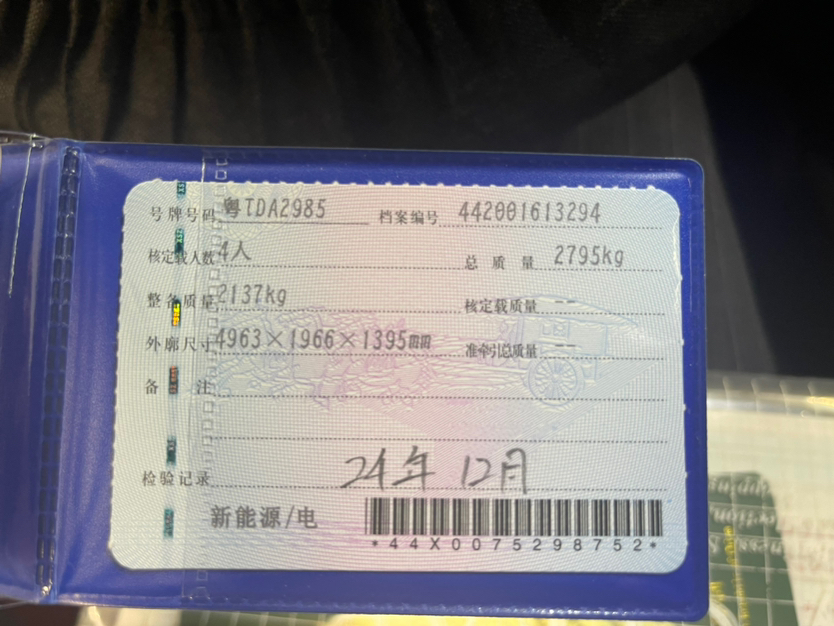 号牌号码 粤TDA2985 档案编号 442001613294
核定载人数 4人 总质量 2795kg
整备质量 2137kg 核定载质量 --
外廓尺寸 4963×1966×1395mm 准牵引总质量 --
备注
检验记录 24年 12月
新能源/电
*44X0075298752*